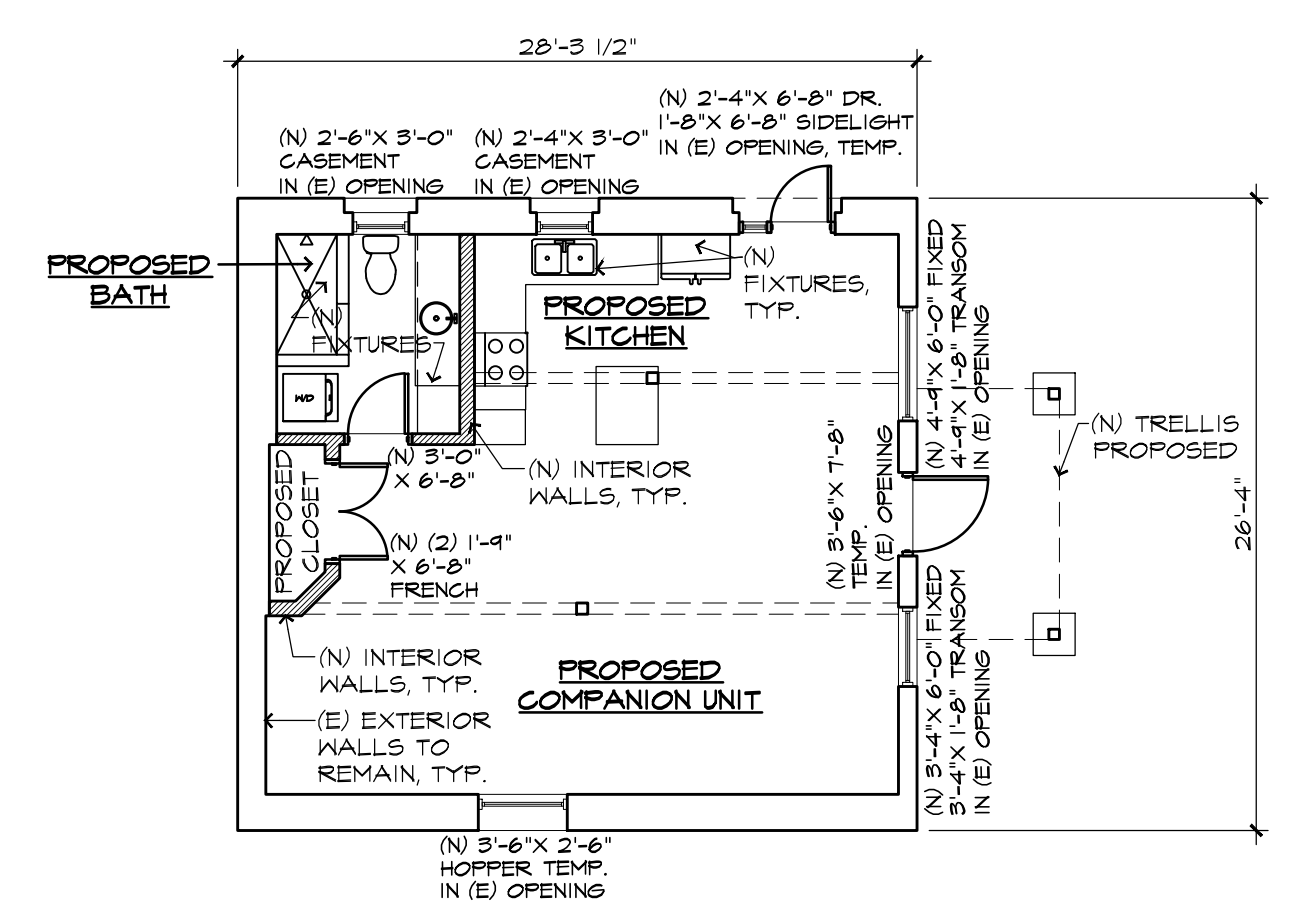 28'-3 1/2"
(N) 2'-4"X 6'-8" DR.
1'-8"X 6'-8" SIDELIGHT
IN (E) OPENING, TEMP.
(N) 2'-6"X 3'-0"
CASEMENT
IN (E) OPENING
(N) 2'-4"X 3'-0"
CASEMENT
IN (E) OPENING
PROPOSED
BATH
(N)
FIXTURES
(N)
FIXTURES,
TYP.
PROPOSED
KITCHEN
W/D
(N) 4'-9"X 6'-0" FIXED
4'-9"X 1'-8" TRANSOM
IN (E) OPENING
(N) TRELLIS
PROPOSED
26'-4"
(N) 3'-0"
X 6'-8"
(N) INTERIOR
WALLS, TYP.
(N) 3'-6"X 7'-8"
TEMP.
IN (E) OPENING
PROPOSED
CLOSET
(N) (2) 1'-9"
X 6'-8"
FRENCH
(N) 3'-4"X 6'-0" FIXED
3'-4"X 1'-8" TRANSOM
IN (E) OPENING
(N) INTERIOR
WALLS, TYP.
PROPOSED
COMPANION UNIT
(E) EXTERIOR
WALLS TO
REMAIN, TYP.
(N) 3'-6"X 2'-6"
HOPPER TEMP.
IN (E) OPENING